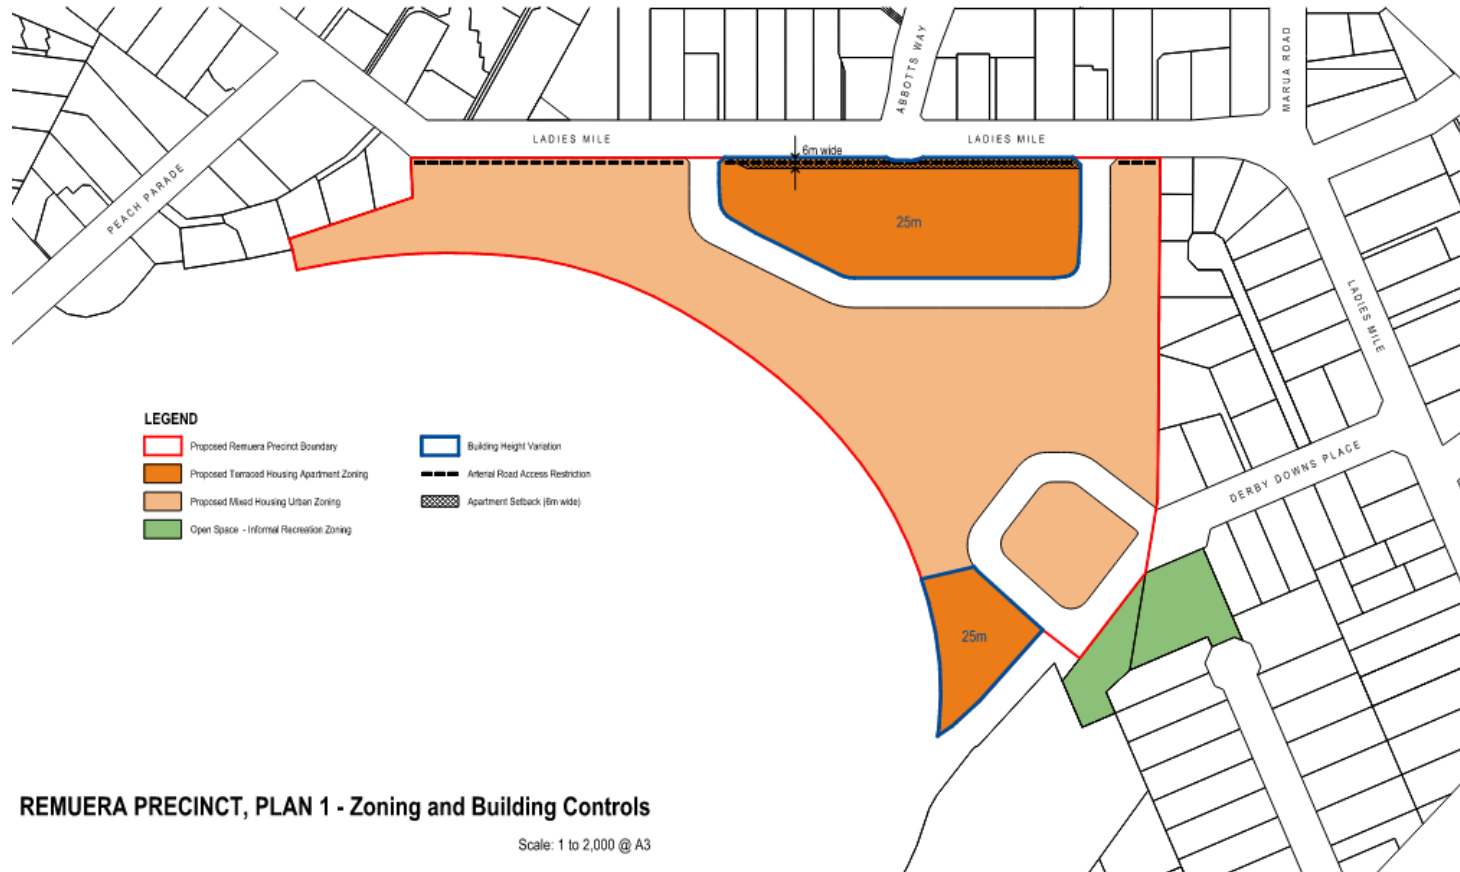 ABBOTTS WAY
MARUA ROAD
LADIES MILE
LADIES MILE
6m wide
PEACH PARADE
25m
LADIES MILE
LEGEND
Proposed Remuera Precinct Boundary
Building Height Variation
Proposed Tarracad Housing Apartment Zoning
Arterial Road Access Restriction
Proposed Mixed Housing Urban Zoning
Apartment Setback (6m wide)
Open Space - Informal Recreation Zoning
DERBY DOWNS PLACE
25m
REMUERA PRECINCT, PLAN 1 - Zoning and Building Controls
Scale: 1 to 2,000 @ A3